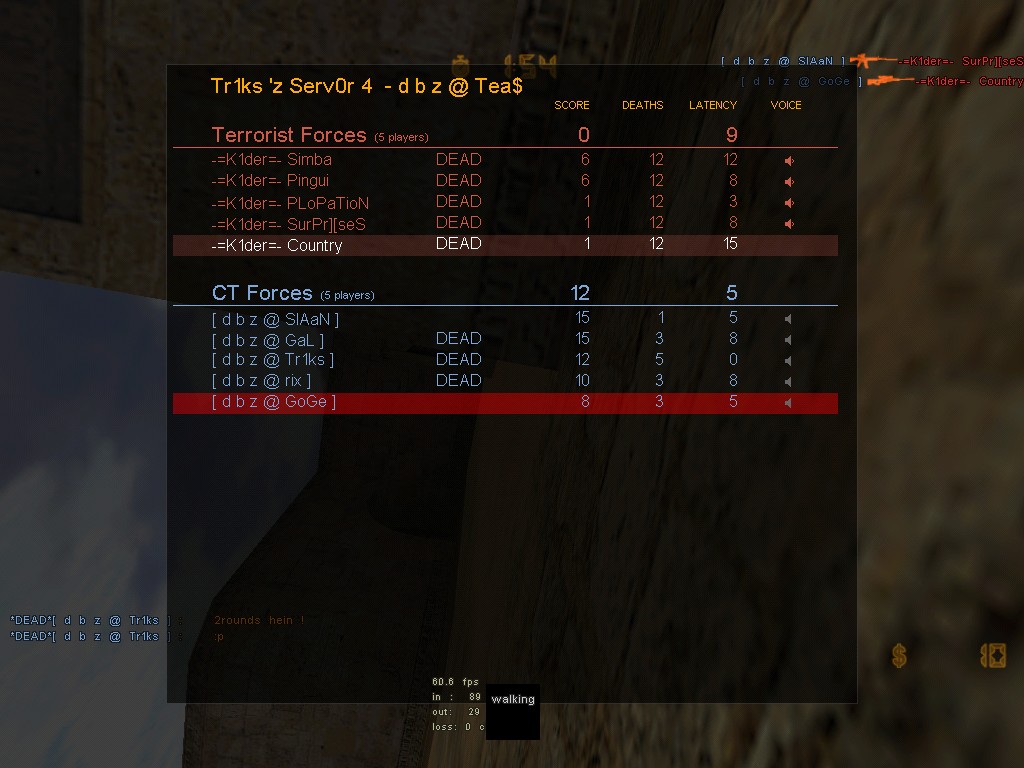 1:54
[ d b z @ SlAaN ] -=K1der=- SurPr][seS
[ d b z @ GoGe ] -=K1der=- Country
Tr1ks 'z Serv0r 4 - d b z @ Tea$
SCORE DEATHS LATENCY VOICE
Terrorist Forces (5 players) 0 9
-=K1der=- Simba DEAD 6 12 12
-=K1der=- Pingui DEAD 6 12 8
-=K1der=- PLoPaTioN DEAD 1 12 3
-=K1der=- SurPr][seS DEAD 1 12 8
-=K1der=- Country DEAD 1 12 15
CT Forces (5 players) 12 5
[ d b z @ SlAaN ] 15 1 5
[ d b z @ GaL ] DEAD 15 3 8
[ d b z @ Tr1ks ] DEAD 12 5 0
[ d b z @ rix ] DEAD 10 3 8
[ d b z @ GoGe ] 8 3 5
*DEAD*[ d b z @ Tr1ks ] : 2rounds hein !
*DEAD*[ d b z @ Tr1ks ] : :p
$
60.6 fps
in : 89
walking
out: 29
loss: 0 c